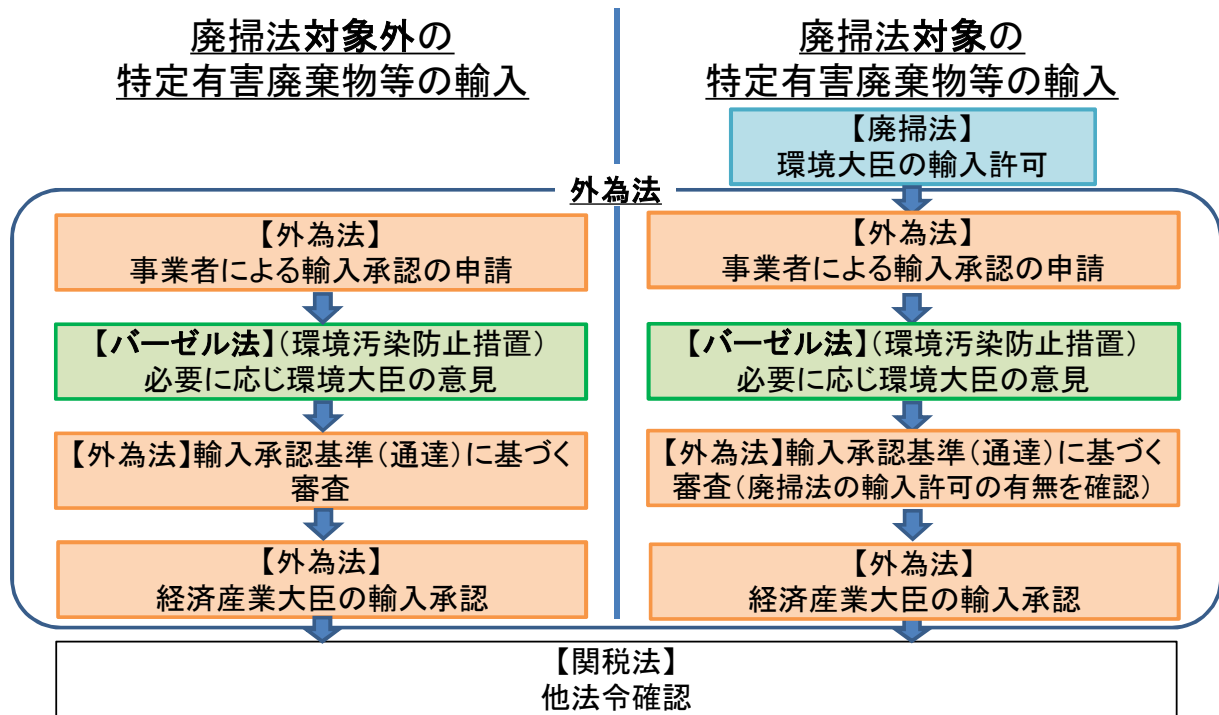 廃掃法対象外の
特定有害廃棄物等の輸入
廃掃法対象の
特定有害廃棄物等の輸入
【廃掃法】
環境大臣の輸入許可
外為法
【外為法】
事業者による輸入承認の申請
【バーゼル法】（環境汚染防止措置）
必要に応じ環境大臣の意見
【外為法】輸入承認基準（通達）に基づく
審査
【外為法】
経済産業大臣の輸入承認
【外為法】
事業者による輸入承認の申請
【バーゼル法】（環境汚染防止措置）
必要に応じ環境大臣の意見
【外為法】輸入承認基準（通達）に基づく
審査（廃掃法の輸入許可の有無を確認）
【外為法】
経済産業大臣の輸入承認
【関税法】
他法令確認